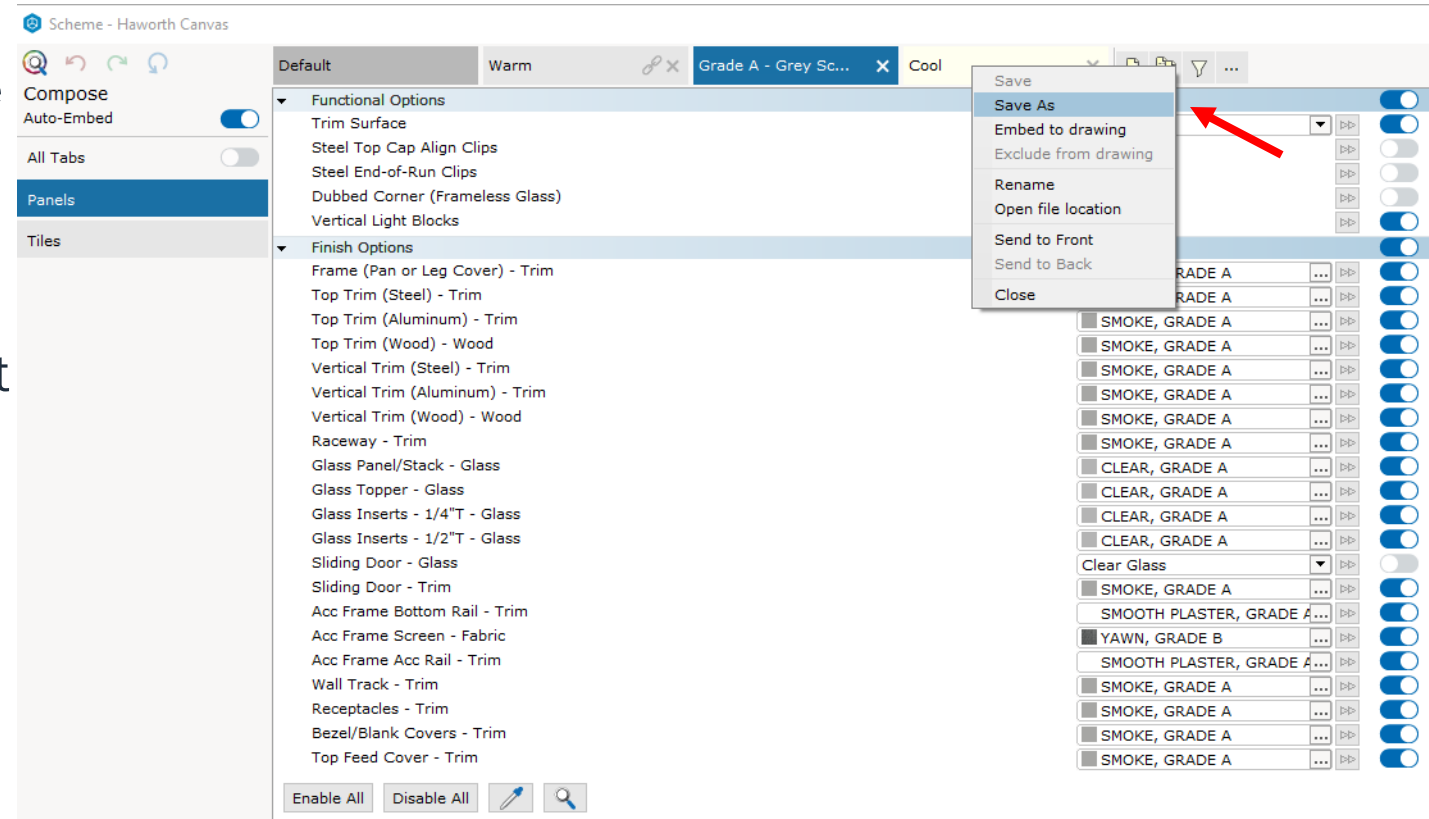 Scheme - Haworth Canvas
Default Warm Grade A - Grey Sc... Cool ...
Compose
Auto-Embed
All Tabs
Panels
Tiles
Functional Options
Trim Surface
Steel Top Cap Align Clips
Steel End-of-Run Clips
Dubbed Corner (Frameless Glass)
Vertical Light Blocks
Finish Options
Frame (Pan or Leg Cover) - Trim RADE A ...
Top Trim (Steel) - Trim RADE A ...
Top Trim (Aluminum) - Trim SMOKE, GRADE A ...
Top Trim (Wood) - Wood SMOKE, GRADE A ...
Vertical Trim (Steel) - Trim SMOKE, GRADE A ...
Vertical Trim (Aluminum) - Trim SMOKE, GRADE A ...
Vertical Trim (Wood) - Wood SMOKE, GRADE A ...
Raceway - Trim SMOKE, GRADE A ...
Glass Panel/Stack - Glass CLEAR, GRADE A ...
Glass Topper - Glass CLEAR, GRADE A ...
Glass Inserts - 1/4"T - Glass CLEAR, GRADE A ...
Glass Inserts - 1/2"T - Glass CLEAR, GRADE A ...
Sliding Door - Glass Clear Glass
Sliding Door - Trim SMOKE, GRADE A ...
Acc Frame Bottom Rail - Trim SMOOTH PLASTER, GRADE A ...
Acc Frame Screen - Fabric YAWN, GRADE B ...
Acc Frame Acc Rail - Trim SMOOTH PLASTER, GRADE A ...
Wall Track - Trim SMOKE, GRADE A ...
Receptacles - Trim SMOKE, GRADE A ...
Bezel/Blank Covers - Trim SMOKE, GRADE A ...
Top Feed Cover - Trim SMOKE, GRADE A ...
Save
Save As
Embed to drawing
Exclude from drawing
Rename
Open file location
Send to Front
Send to Back
Close
Enable All Disable All
t